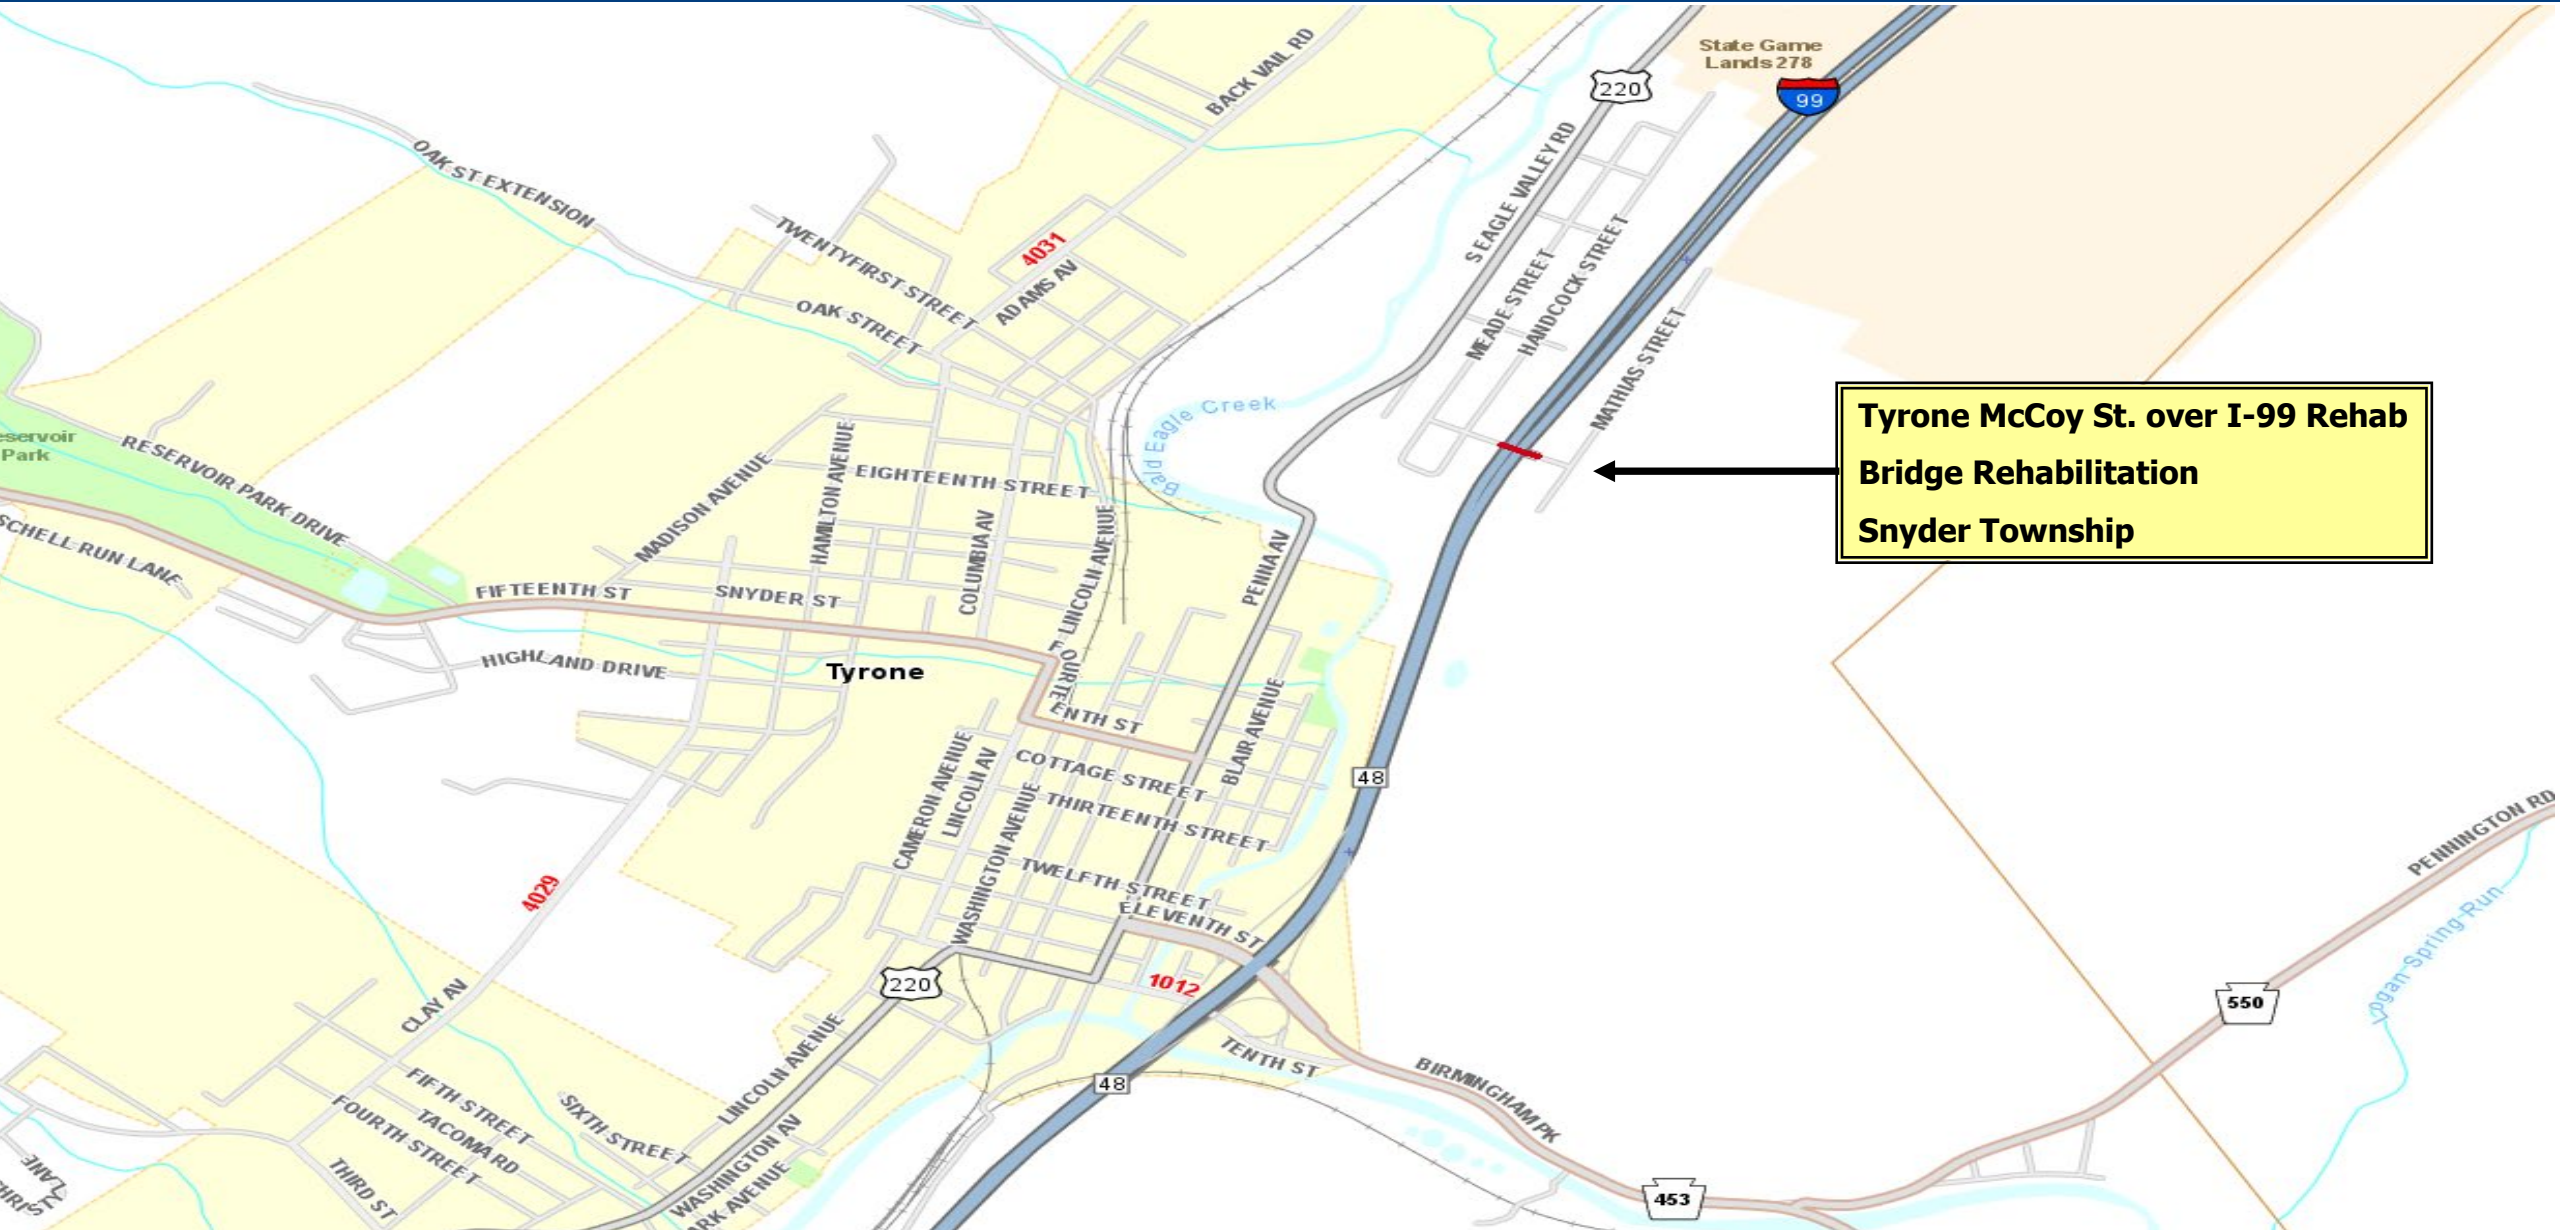 State Game
Lands 278
BACK VAIL RD
220
99
OAK ST EXTENSION
S EAGLE VALLEY RD
TWENTYFIRST STREET
4031
ADAMS AV
OAK STREET
MEADE STREET
HANDCOCK STREET
MATHIAS STREET
Bald Eagle Creek
Tyrone McCoy St. over I-99 Rehab
Bridge Rehabilitation
Snyder Township
eservoir
Park
RESERVOIR PARK DRIVE
MADISON AVENUE
HAMILTON AVENUE
EIGHTEENTH STREET
COLUMBIA AV
LINCOLN AVENUE
PENNA AV
SCHELL RUN LANE
FIFTEENTH ST
SNYDER ST
HIGHLAND DRIVE
Tyrone
FOURTEENTH ST
BLAIR AVENUE
CAMERON AVENUE
LINCOLN AV
COTTAGE STREET
WASHINGTON AVENUE
THIRTEENTH STREET
48
PENNINGTON RD
4029
TWELFTH STREET
ELEVENTH ST
Logan Spring Run
220
1012
550
CLAY AV
LINCOLN AVENUE
TENTH ST
48
BIRMINGHAM PK
FIFTH STREET
TACOMA RD
FOURTH STREET
SIXTH STREET
THIRD ST
WASHINGTON AV
ARK AVENUE
453
LANE